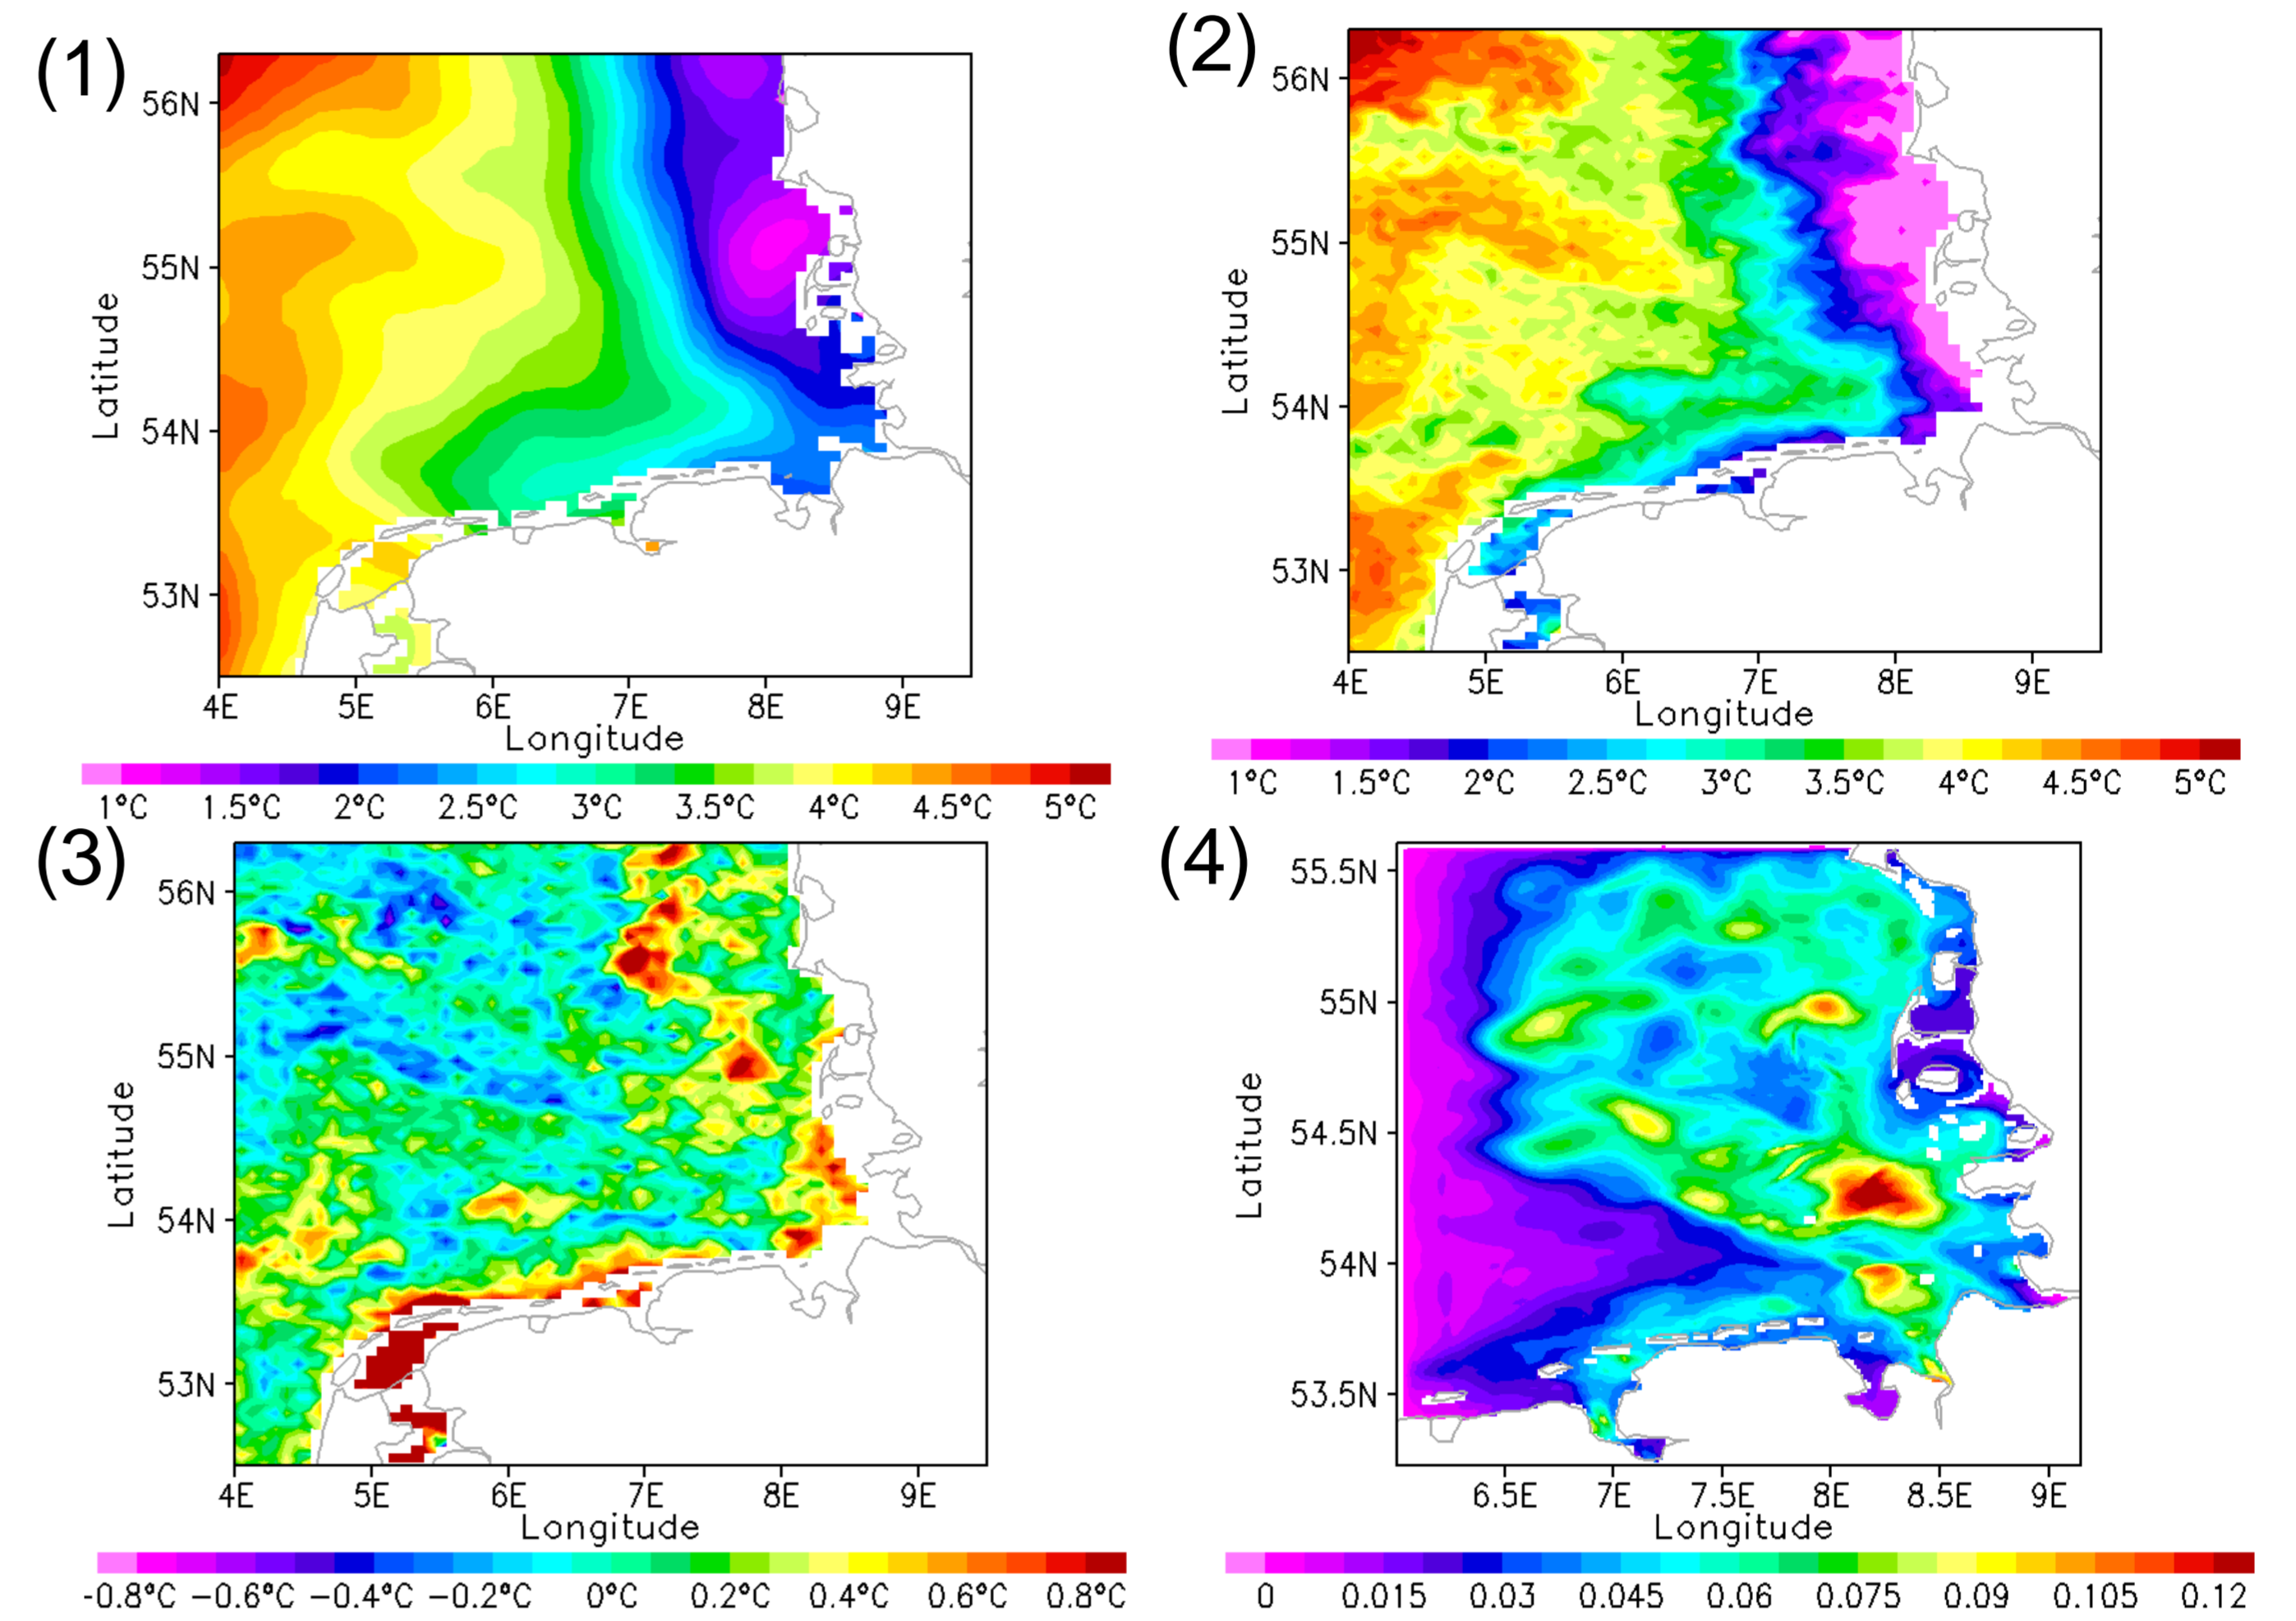 (1)
56N
55N
54N
53N
Latitude
4E 5E 6E 7E 8E 9E
Longitude
1°C 1.5°C 2°C 2.5°C 3°C 3.5°C 4°C 4.5°C 5°C
(2)
56N
55N
54N
53N
Latitude
4E 5E 6E 7E 8E 9E
Longitude
1°C 1.5°C 2°C 2.5°C 3°C 3.5°C 4°C 4.5°C 5°C
(3)
56N
55N
54N
53N
Latitude
4E 5E 6E 7E 8E 9E
Longitude
-0.8°C -0.6°C -0.4°C -0.2°C 0°C 0.2°C 0.4°C 0.6°C 0.8°C
(4)
55.5N
55N
54.5N
54N
53.5N
Latitude
6.5E 7E 7.5E 8E 8.5E 9E
Longitude
0 0.015 0.03 0.045 0.06 0.075 0.09 0.105 0.12